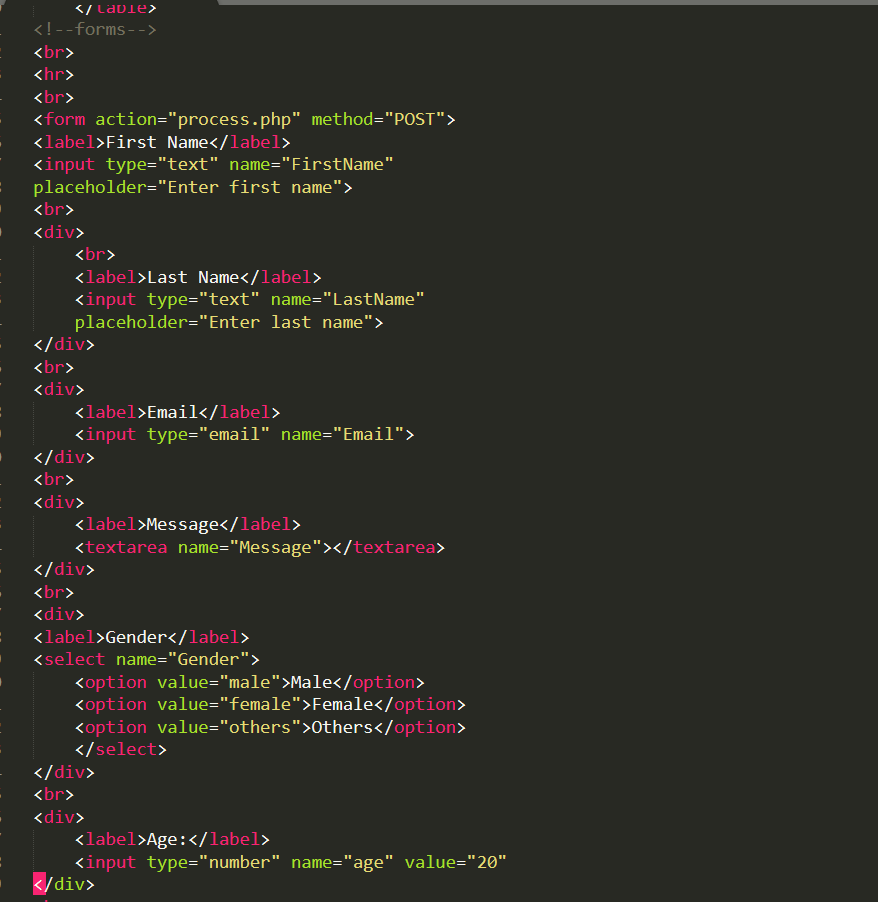 </table>
<!--forms-->
<br>
<hr>
<br>
<form action="process.php" method="POST">
<label>First Name</label>
<input type="text" name="FirstName"
placeholder="Enter first name">
<br>
<div>
<br>
<label>Last Name</label>
<input type="text" name="LastName"
placeholder="Enter last name">
</div>
<br>
<div>
<label>Email</label>
<input type="email" name="Email">
</div>
<br>
<div>
<label>Message</label>
<textarea name="Message"></textarea>
</div>
<br>
<div>
<label>Gender</label>
<select name="Gender">
<option value="male">Male</option>
<option value="female">Female</option>
<option value="others">Others</option>
</select>
</div>
<br>
<div>
<label>Age:</label>
<input type="number" name="age" value="20"
</div>